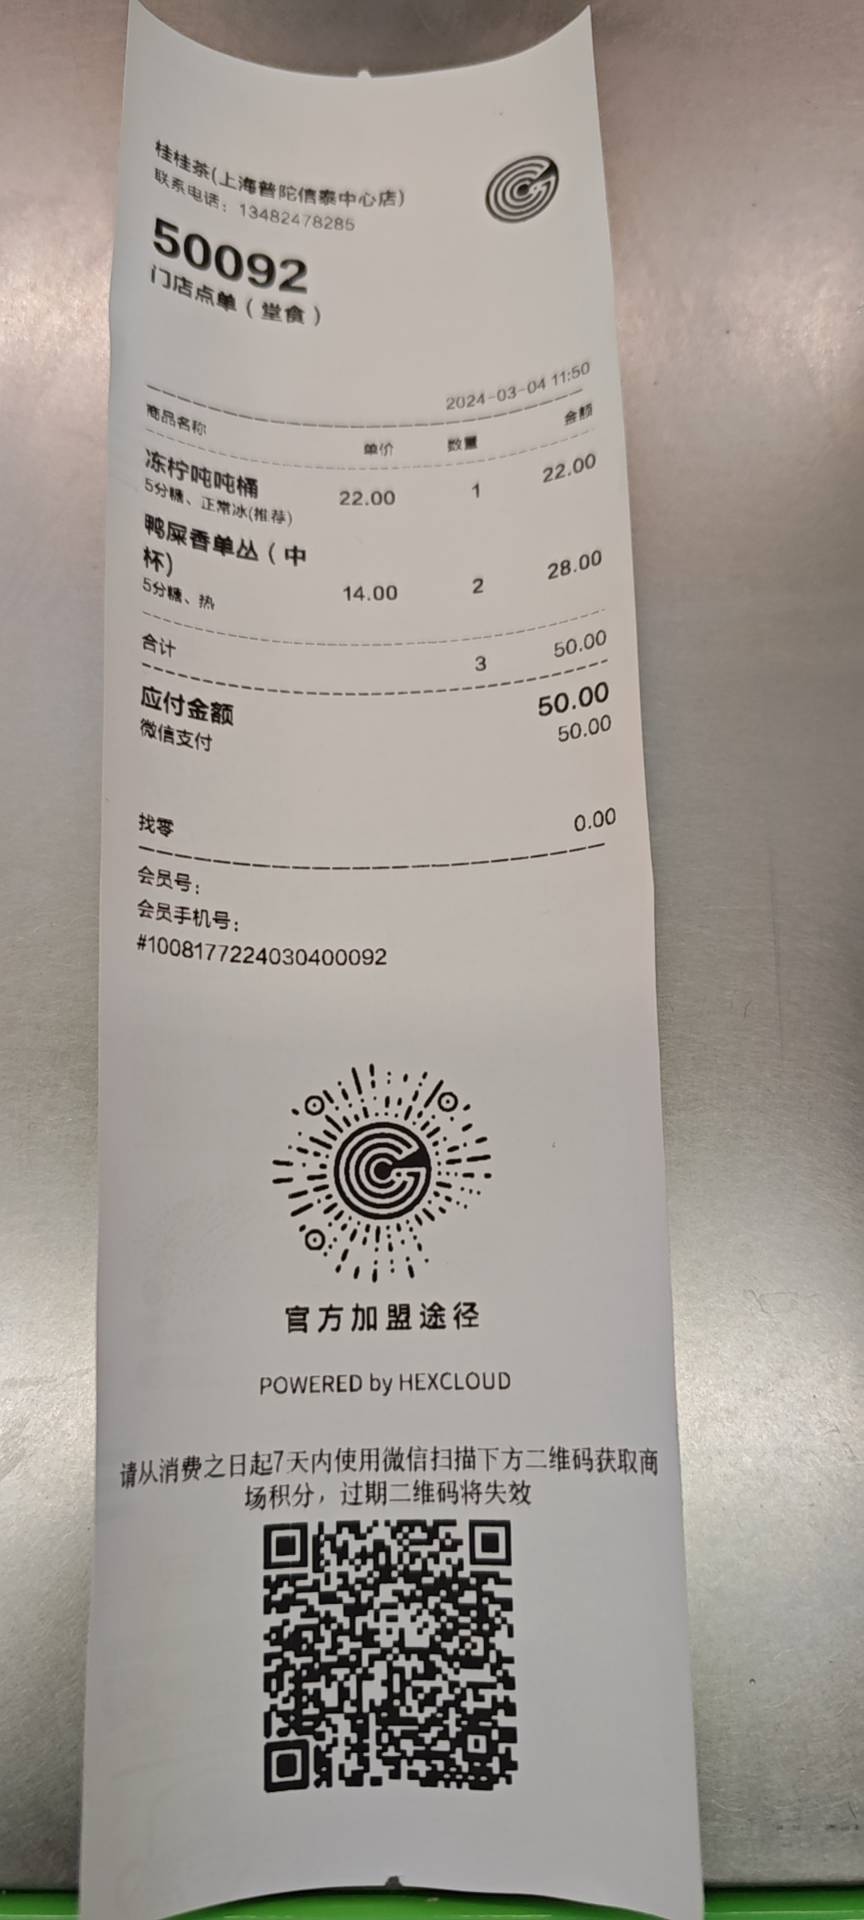 桂桂茶(上海普陀信泰中心店)
联系电话：13482478285
50092
门店点单（堂食）
2024-03-04 11:50
商品名称 单价 数量 金额
冻柠吨吨桶
22.00 1 22.00
5分糖、正常冰(推荐)
鸭屎香单丛（中
杯)
14.00 2 28.00
5分糖、热
合计 3 50.00
应付金额 50.00
微信支付 50.00
找零 0.00
会员号：
会员手机号：
#1008177224030400092
官方加盟途径
POWERED by HEXCLOUD
请从消费之日起7天内使用微信扫描下方二维码获取商
场积分，过期二维码将失效